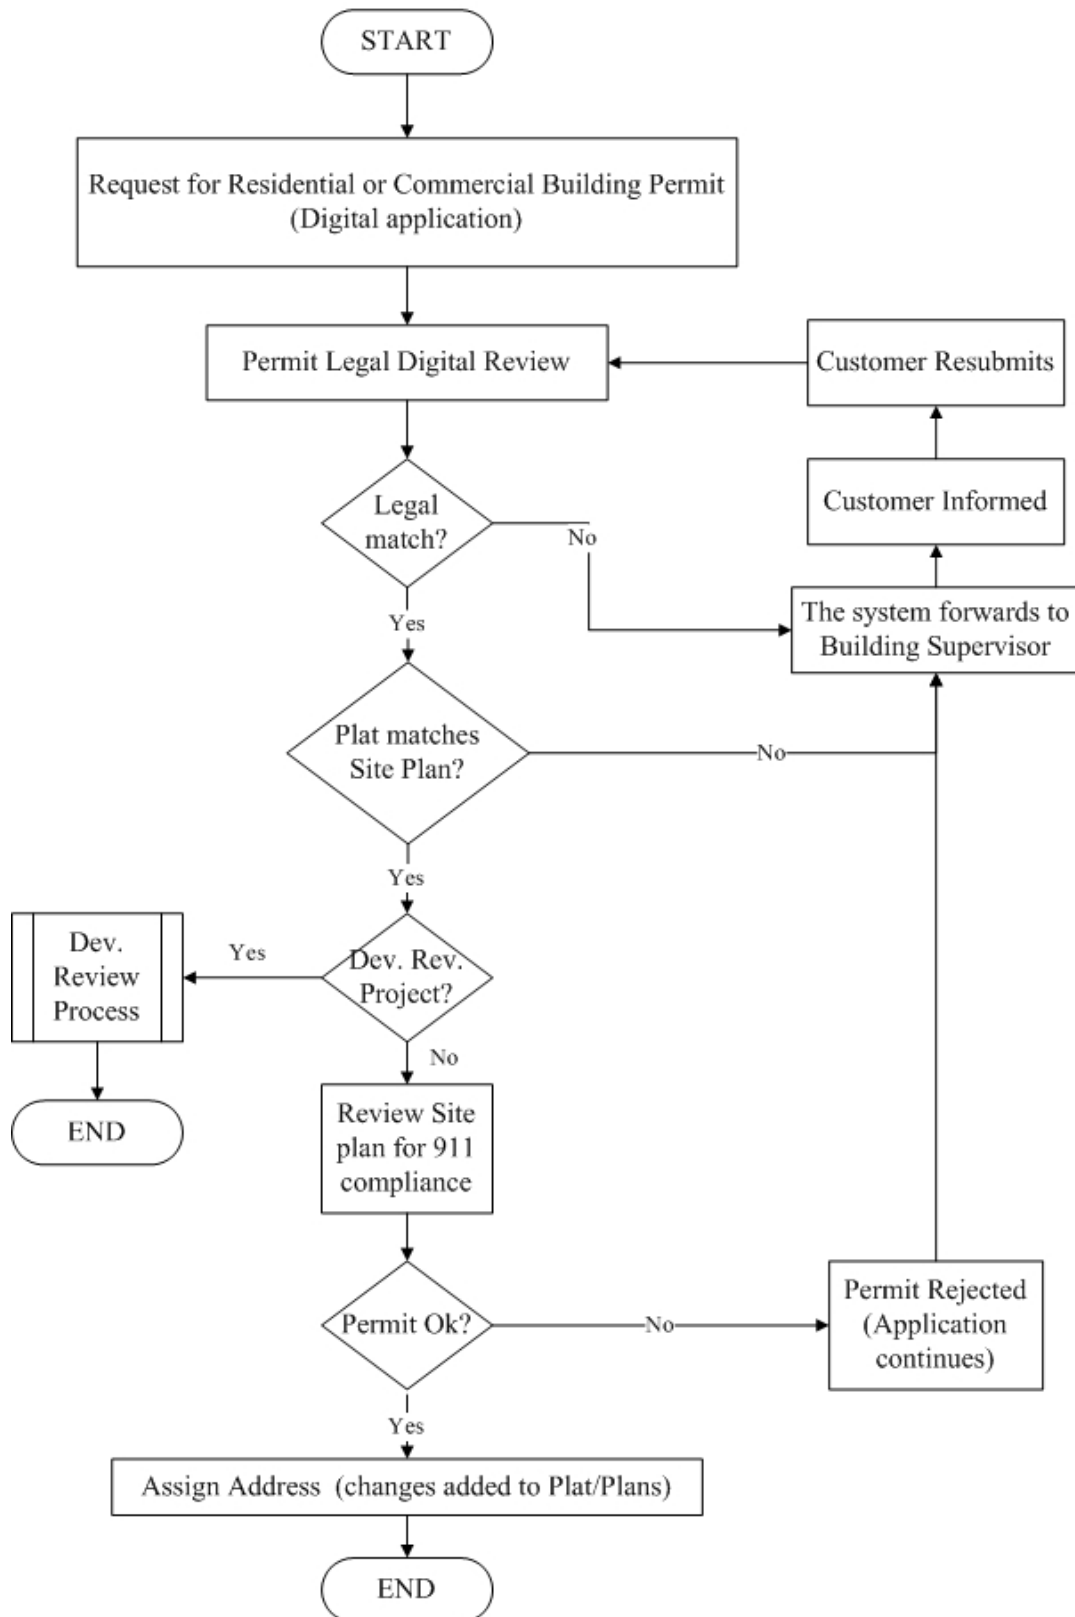 START
Request for Residential or Commercial Building Permit
(Digital application)
Permit Legal Digital Review
Customer Resubmits
Customer Informed
Legal
match?
No
The system forwards to
Building Supervisor
Yes
Plat matches
Site Plan?
No
Yes
Dev.
Review
Process
Yes
Dev. Rev.
Project?
No
END
Review Site
plan for 911
compliance
Permit Ok?
No
Permit Rejected
(Application
continues)
Yes
Assign Address (changes added to Plat/Plans)
END